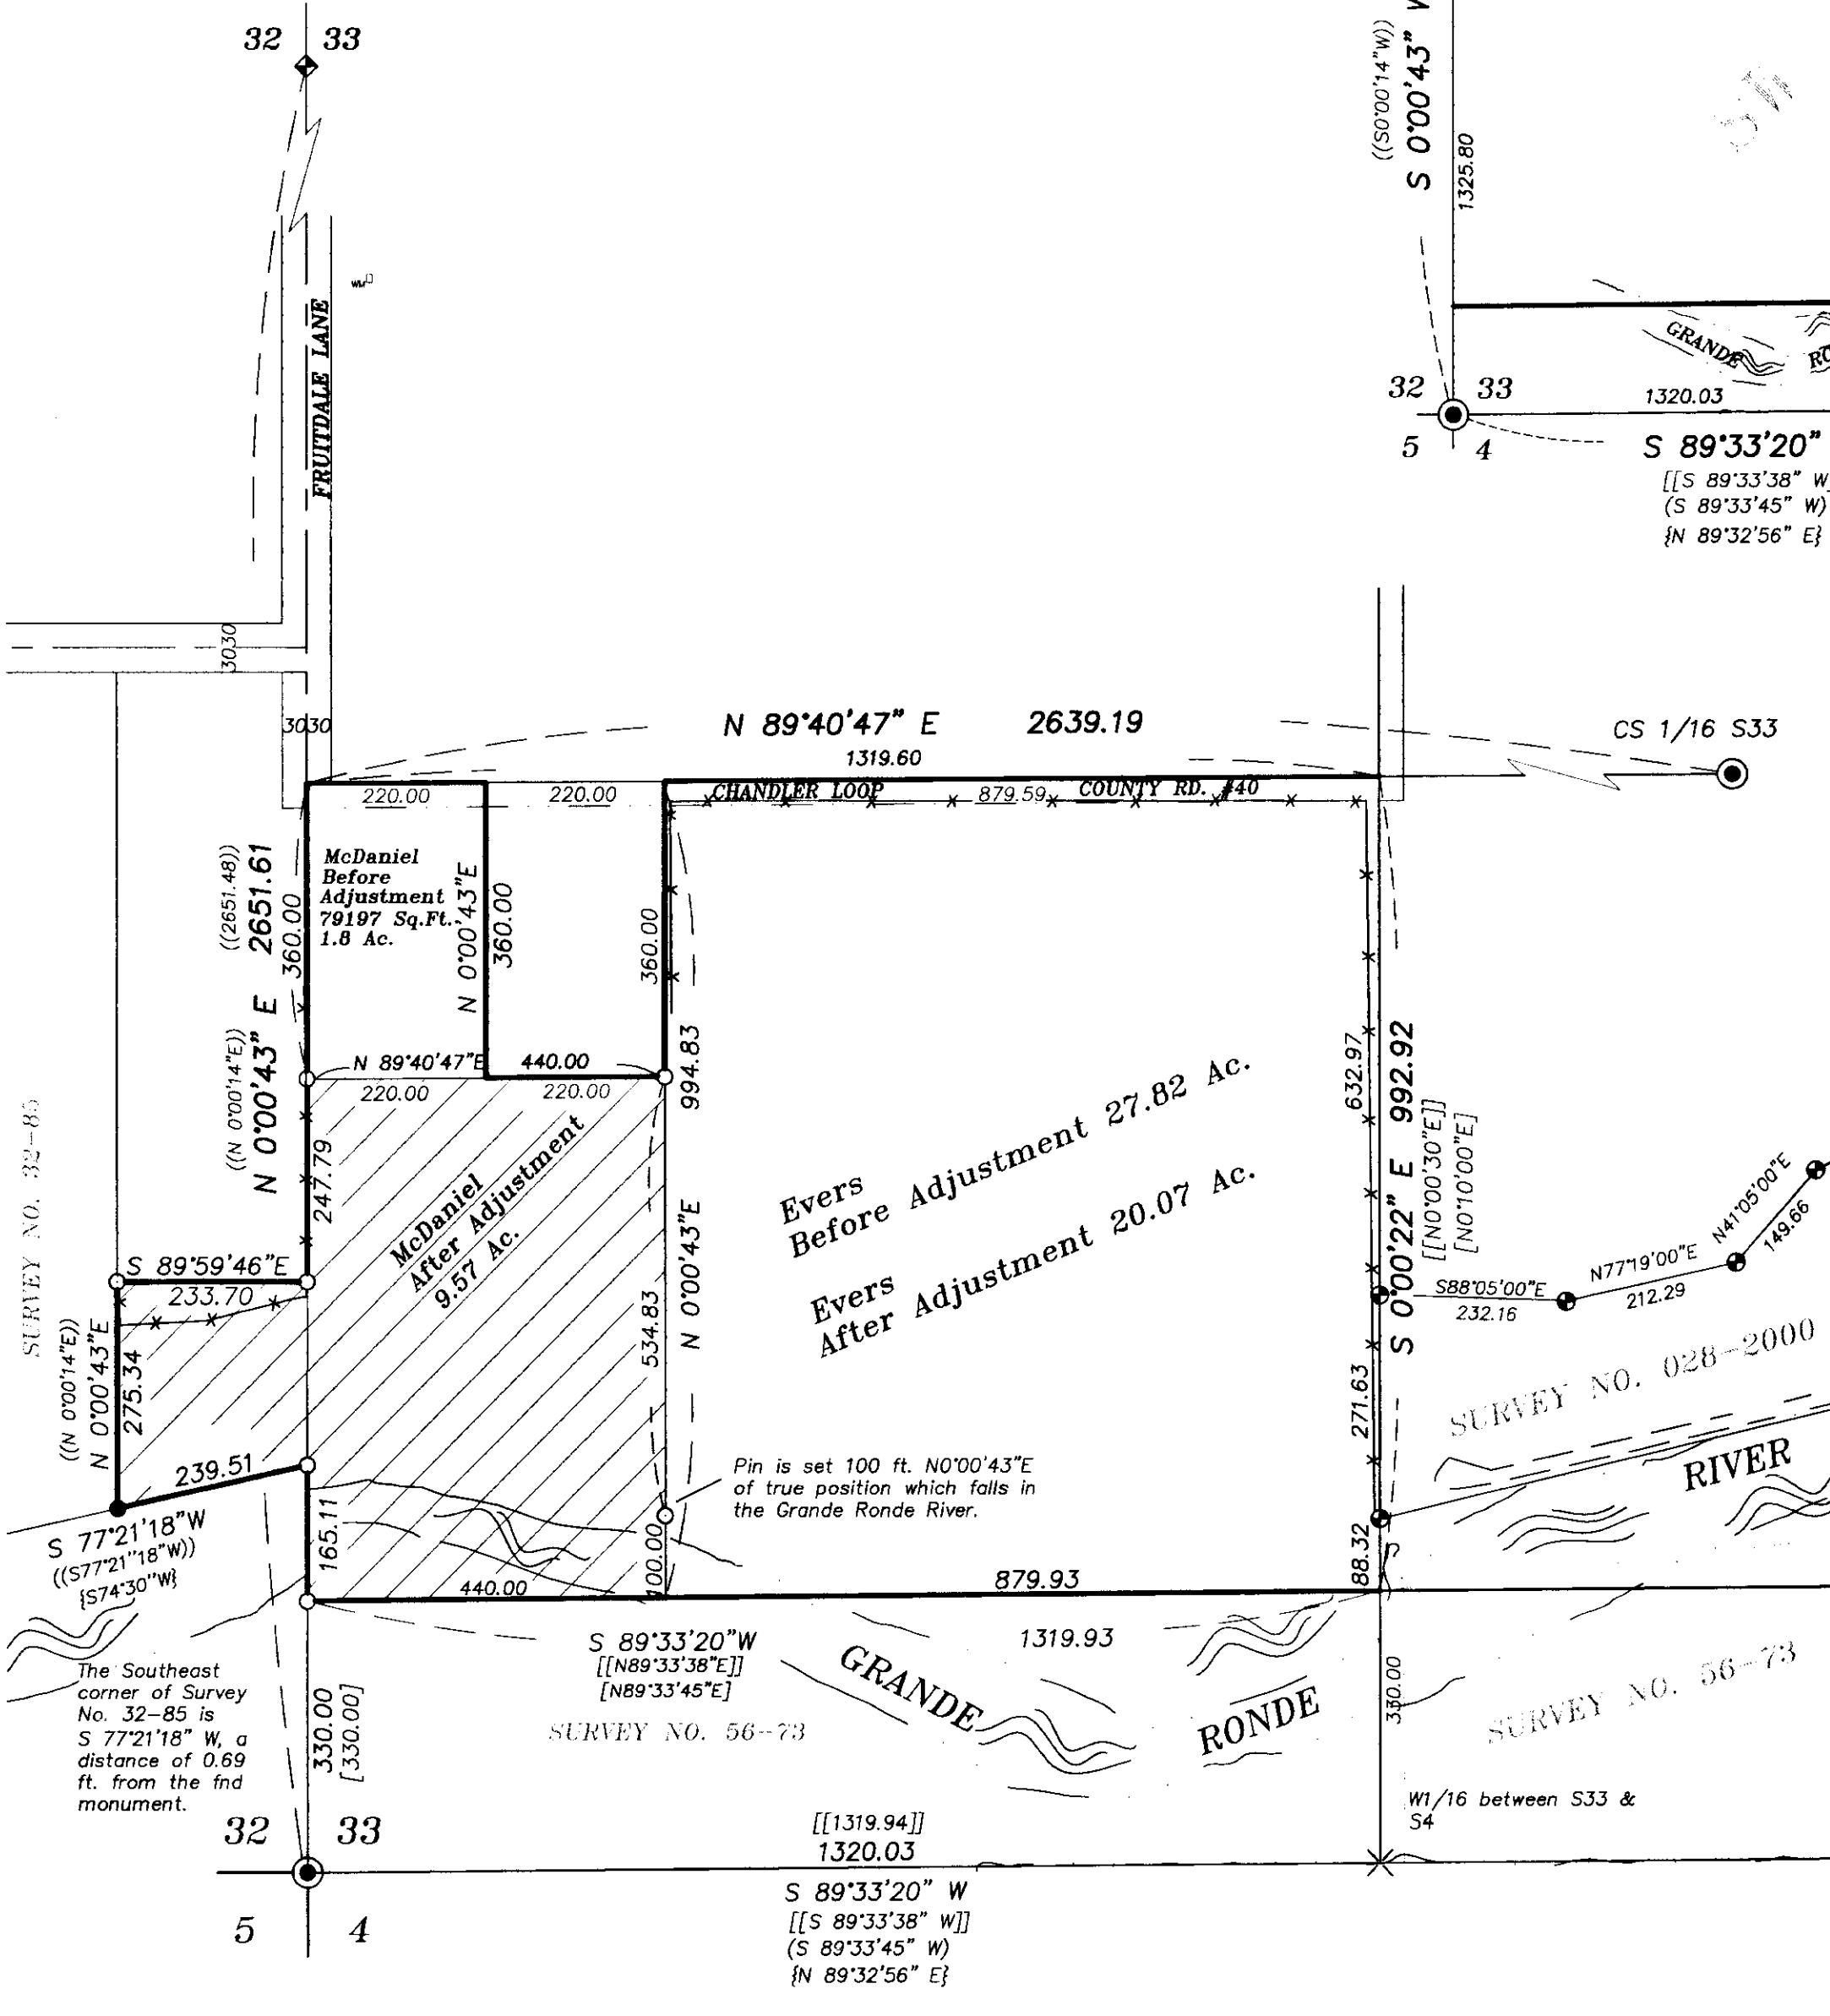 32 33
((S0°00'14"W))
S 0°00'43" W
1325.80
SW
FRUITDALE LANE
GRANDE
32 33
1320.03
5 4
S 89°33'20"
[[S 89°33'38" W]
(S 89°33'45" W)
{N 89°32'56" E}
3030
3030
N 89°40'47" E 2639.19
1319.60
CS 1/16 S33
220.00
220.00
CHANDLER LOOP
879.59
COUNTY RD. #40
McDaniel
Before
Adjustment
79197 Sq.Ft.
1.8 Ac.
((2651.48))
N 0°00'43" E 2651.61
((N 0°00'14"E))
360.00
N 0°00'43"E
360.00
360.00
994.83
N 89°40'47"E
440.00
220.00
220.00
247.79
McDaniel
After Adjustment
9.57 Ac.
534.83
N 0°00'43"E
Evers
Before Adjustment 27.82 Ac.
Evers
After Adjustment 20.07 Ac.
632.97
S 0°00'22" E 992.92
[[N0°00'30"E]]
[N0°10'00"E]
SURVEY NO. 32-85
S 89°59'46"E
233.70
((N 0°00'14"E))
N 0°00'43"E
275.34
S88°05'00"E
232.16
N77°19'00"E
212.29
N41°05'00"E
149.66
SURVEY NO. 028-2000
271.63
239.51
S 77°21'18"W
((S77°21'18"W))
{S74°30"W}
165.11
Pin is set 100 ft. N0°00'43"E
of true position which falls in
the Grande Ronde River.
100.00
88.32
RIVER
440.00
879.93
S 89°33'20"W
[[N89°33'38"E]]
[N89°33'45"E]
SURVEY NO. 56-73
1319.93
GRANDE
RONDE
330.00
SURVEY NO. 56-73
The Southeast
corner of Survey
No. 32-85 is
S 77°21'18" W, a
distance of 0.69
ft. from the fnd
monument.
330.00
[330.00]
W1/16 between S33 &
S4
32 33
[[1319.94]]
1320.03
5 4
S 89°33'20" W
[[S 89°33'38" W]]
(S 89°33'45" W)
{N 89°32'56" E}